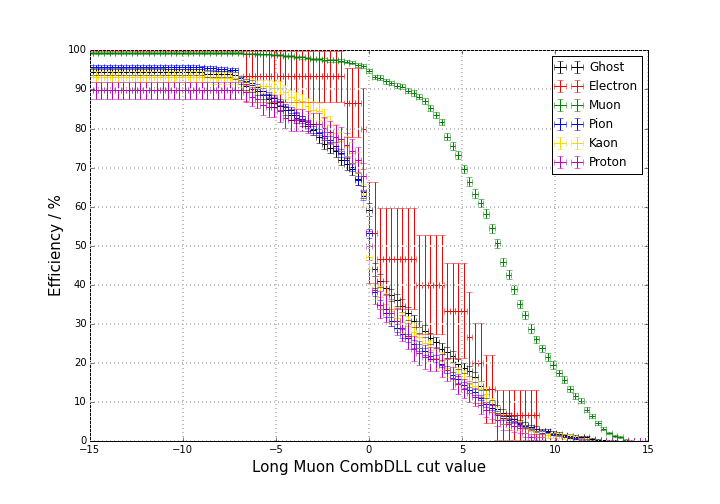 100
90
80
70
60
50
40
30
20
10
0
Efficiency / %
−15
−10
−5
0
5
10
15
Long Muon CombDLL cut value
Ghost
Electron
Muon
Pion
Kaon
Proton